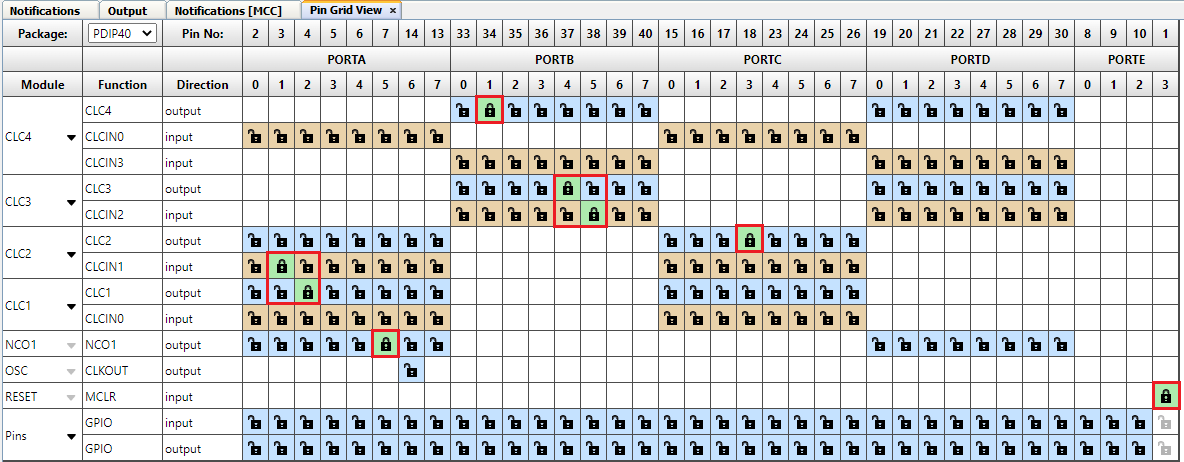 Notifications Output Notifications [MCC] Pin Grid View ×
Package: PDIP40 Pin No: 2 3 4 5 6 7 14 13 33 34 35 36 37 38 39 40 15 16 17 18 23 24 25 26 19 20 21 22 27 28 29 30 8 9 10 1
PORTA PORTB PORTC PORTD PORTE
Module Function Direction 0 1 2 3 4 5 6 7 0 1 2 3 4 5 6 7 0 1 2 3 4 5 6 7 0 1 2 3 4 5 6 7 0 1 2 3
CLC4
CLC4 output
CLCIN0 input
CLCIN3 input
CLC3
CLC3 output
CLCIN2 input
CLC2
CLC2 output
CLCIN1 input
CLC1
CLC1 output
CLCIN0 input
NCO1 NCO1 output
OSC CLKOUT output
RESET MCLR input
Pins
GPIO input
GPIO output